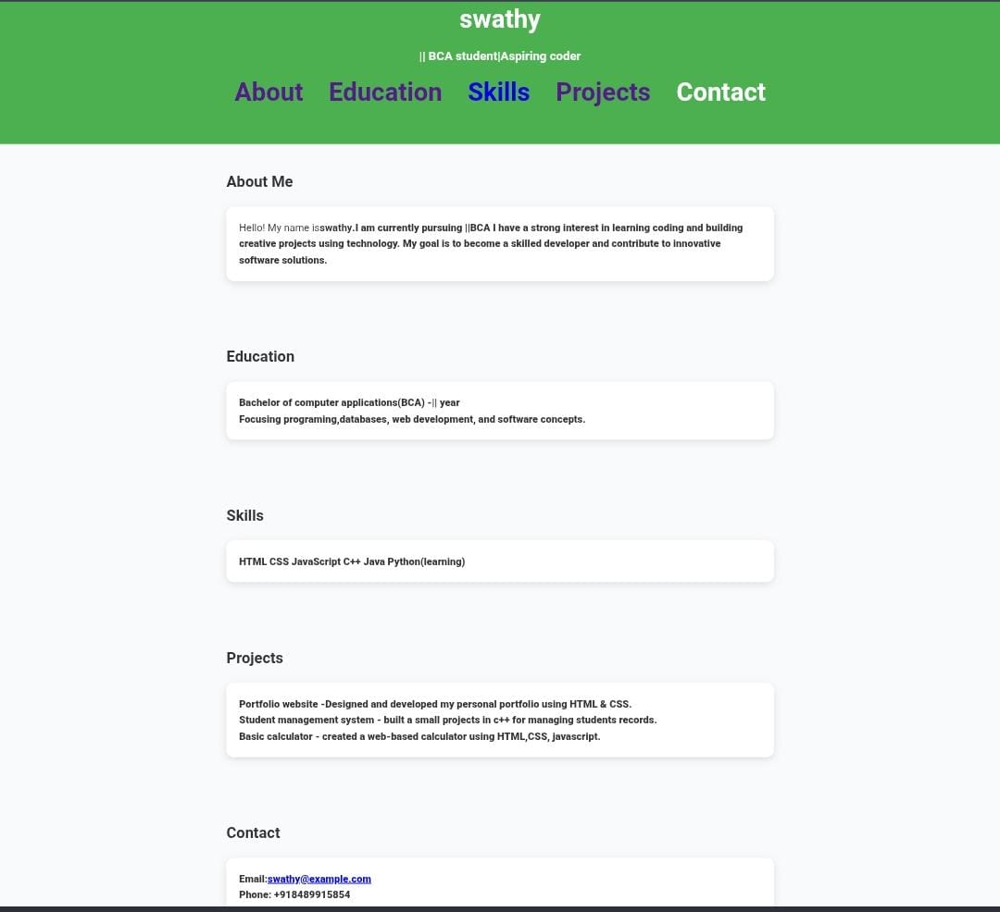 swathy
|| BCA student|Aspiring coder
About Education Skills Projects Contact
About Me
Hello! My name isswathy.I am currently pursuing ||BCA I have a strong interest in learning coding and building
creative projects using technology. My goal is to become a skilled developer and contribute to innovative
software solutions.
Education
Bachelor of computer applications(BCA) -|| year
Focusing programing,databases, web development, and software concepts.
Skills
HTML CSS JavaScript C++ Java Python(learning)
Projects
Portfolio website -Designed and developed my personal portfolio using HTML & CSS.
Student management system - built a small projects in c++ for managing students records.
Basic calculator - created a web-based calculator using HTML,CSS, javascript.
Contact
Email:swathy@example.com
Phone: +918489915854